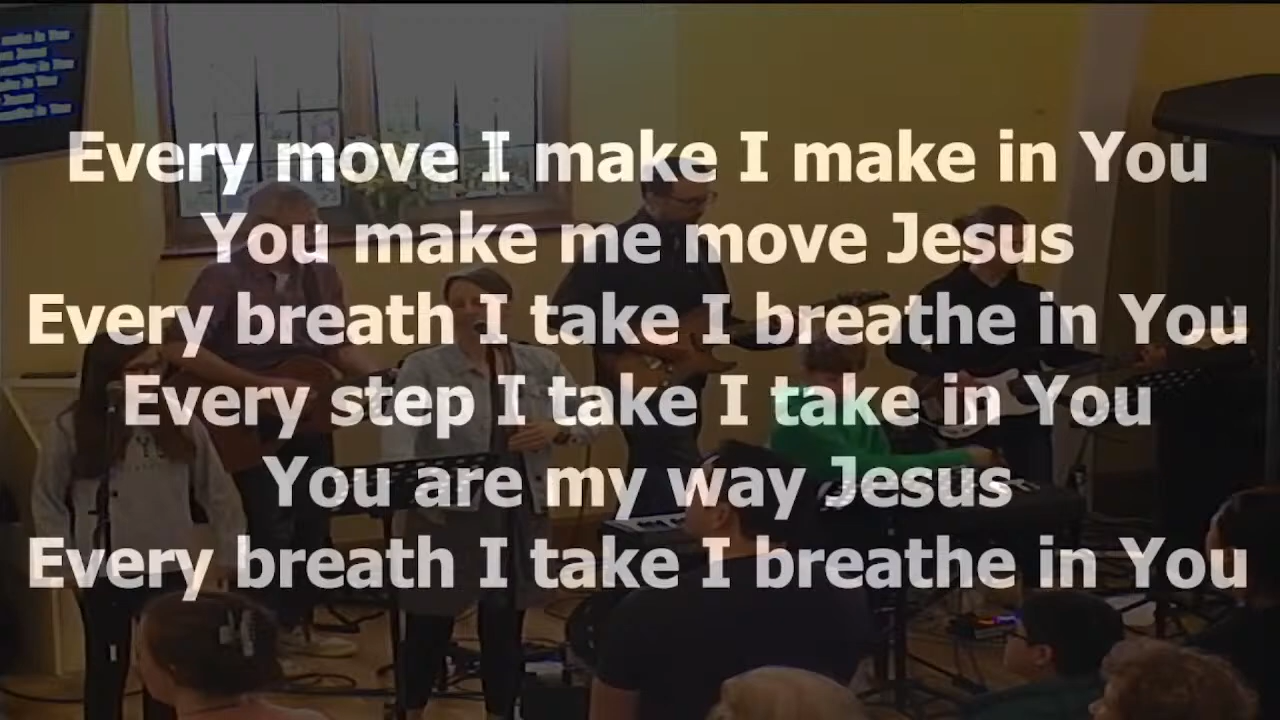 Every move I make I make in You
You make me move Jesus
Every breath I take I breathe in You
Every step I take I take in You
You are my way Jesus
Every breath I take I breathe in You